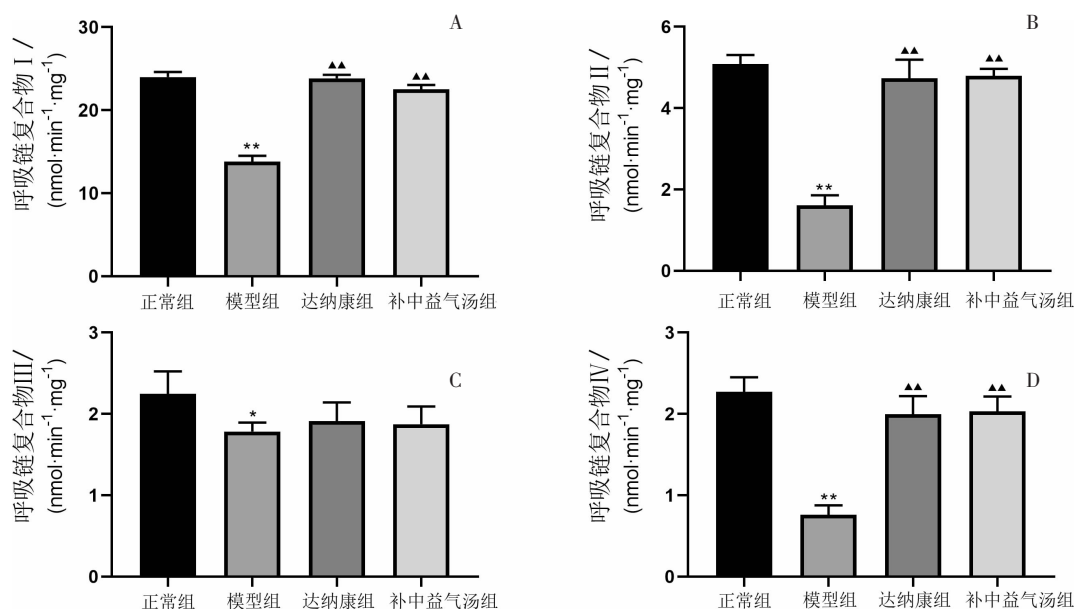 A
呼吸链复合物Ⅰ/
(nmol·min-1·mg-1)
30
20
10
0
**
▲▲
▲▲
正常组 模型组 达纳康组 补中益气汤组
B
呼吸链复合物Ⅱ/
(nmol·min-1·mg-1)
6
4
2
0
**
▲▲
▲▲
正常组 模型组 达纳康组 补中益气汤组
C
呼吸链复合物III/
(nmol·min-1·mg-1)
3
2
1
0
*
正常组 模型组 达纳康组 补中益气汤组
D
呼吸链复合物IV/
(nmol·min-1·mg-1)
3
2
1
0
**
▲▲
▲▲
正常组 模型组 达纳康组 补中益气汤组